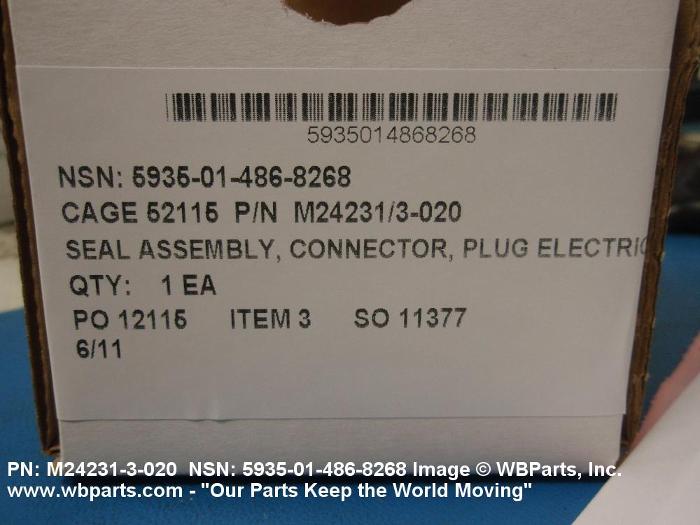 5935014868268
NSN: 5935-01-486-8268
CAGE 52115 P/N M24231/3-020
SEAL ASSEMBLY, CONNECTOR, PLUG ELECTRIC
QTY: 1 EA
PO 12115 ITEM 3 SO 11377
6/11
PN: M24231-3-020 NSN: 5935-01-486-8268 Image © WBParts, Inc.
www.wbparts.com - "Our Parts Keep the World Moving"